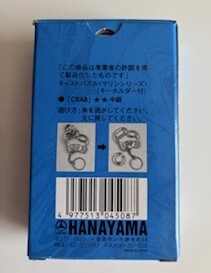 「この商品は考案者の許諾を得
て製品化したものです」
キャストパズル〈マリンシリーズ〉
(キーホルダー付)
●「CRAB」★★中級
遊び方：魚を逃がしてください。
元に戻してください。
4 977513 045087
HANAYAMA